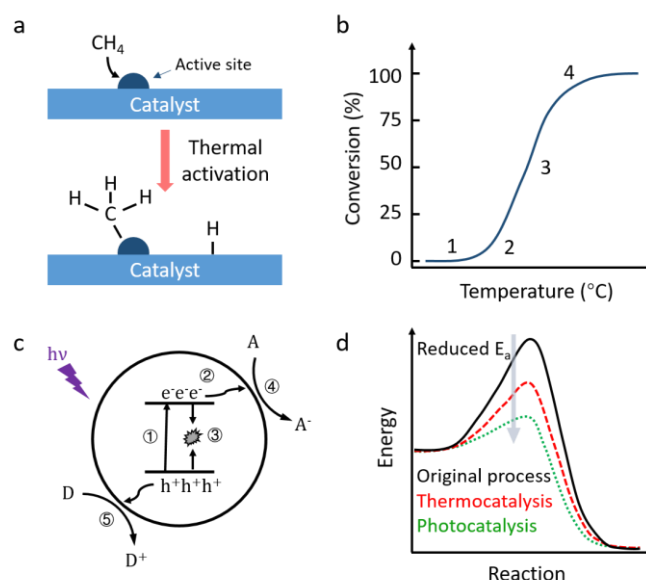 a
CH₄
Active site
Catalyst
Thermal
activation
H
H
H
C
H
Catalyst
b
Conversion (%)
100
75
50
25
0
1
2
3
4
Temperature (°C)
c
hν
A
②
e⁻e⁻e⁻
④
A⁻
①
③
h⁺h⁺h⁺
D
⑤
D⁺
d
Energy
Reduced Eₐ
Original process
Thermocatalysis
Photocatalysis
Reaction